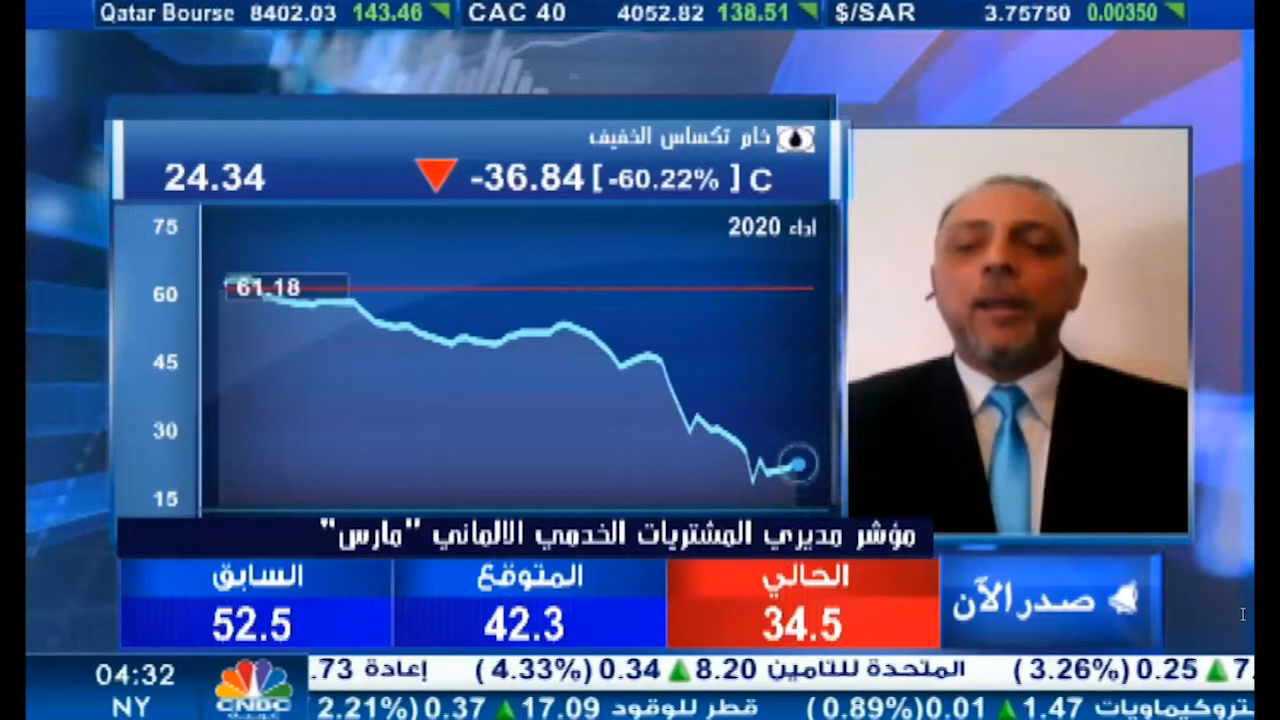 Qatar Bourse 8402.03 143.46 CAC 40 4052.82 138.51 $/SAR 3.75750 0.00350
خام تكساس الخفيف
24.34 -36.84 [ -60.22% ] C
اداء 2020
75
61.18
60
45
30
15
مؤشر مديري المشتريات الخدمي الالماني "مارس"
السابق المتوقع الحالي
52.5 42.3 34.5
صدر الآن
04:32
NY
CNBC
عربية
.73 إعادة (4.33%) 0.34 8.20 المتحدة للتامين (3.26%) 0.25 7.
2.21%) 0.37 17.09 قطر للوقود (0.89%) 0.01 1.47 تروكيماويات